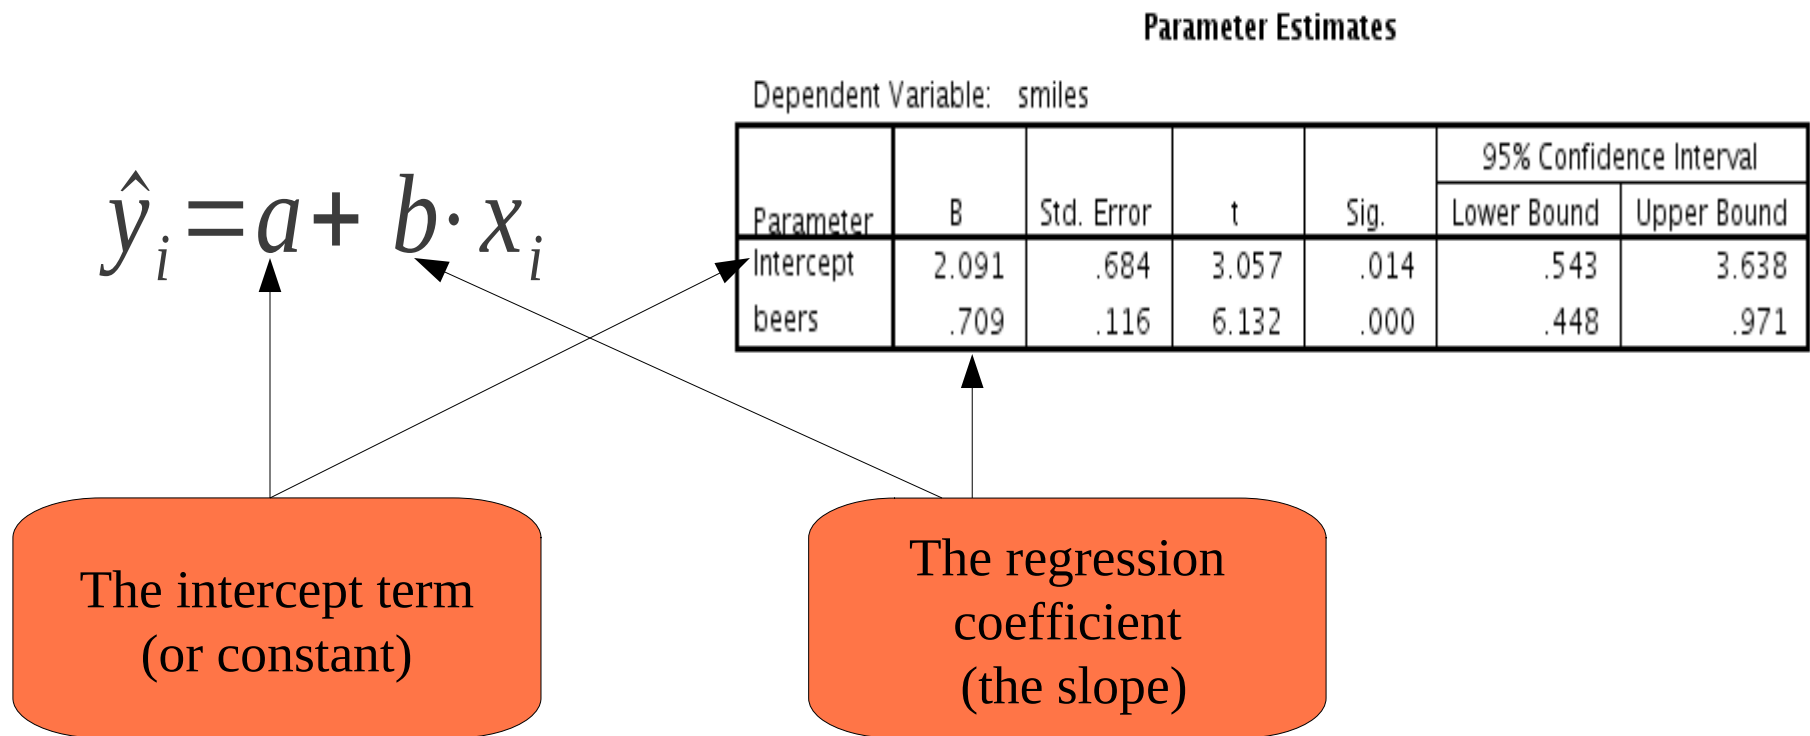 Parameter Estimates
Dependent Variable: smiles
ŷi = a + b · xi
95% Confidence Interval
Parameter B Std. Error t Sig. Lower Bound Upper Bound
Intercept 2.091 .684 3.057 .014 .543 3.638
beers .709 .116 6.132 .000 .448 .971
The intercept term
(or constant)
The regression
coefficient
(the slope)